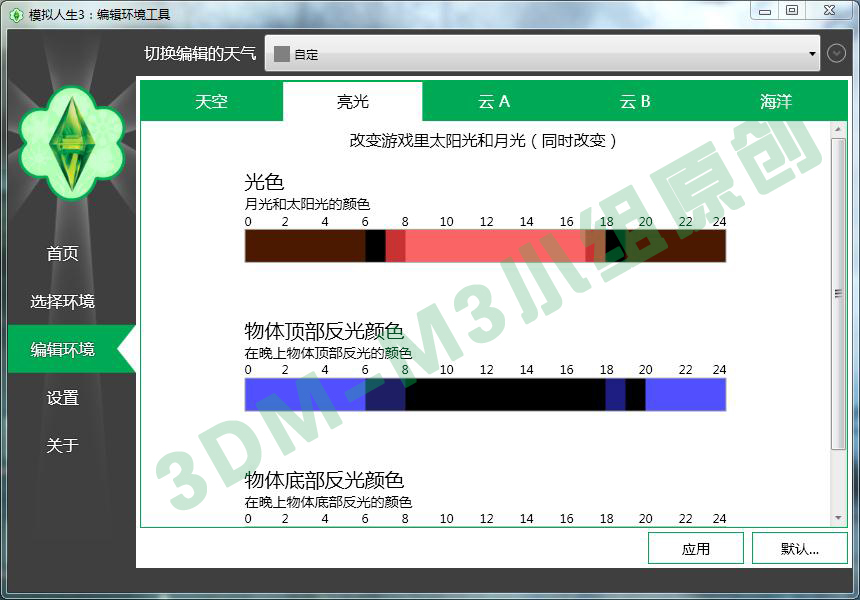 模拟人生3：编辑环境工具
切换编辑的天气
自定
首页
选择环境
编辑环境
设置
关于
天空 亮光 云 A 云 B 海洋
改变游戏里太阳光和月光（同时改变）
光色
月光和太阳光的颜色
0 2 4 6 8 10 12 14 16 18 20 22 24
物体顶部反光颜色
在晚上物体顶部反光的颜色
0 2 4 6 8 10 12 14 16 18 20 22 24
物体底部反光颜色
在晚上物体底部反光的颜色
0 2 4 6 8 10 12 14 16 18 20 22 24
3DM-M3小组原创
应用 默认...